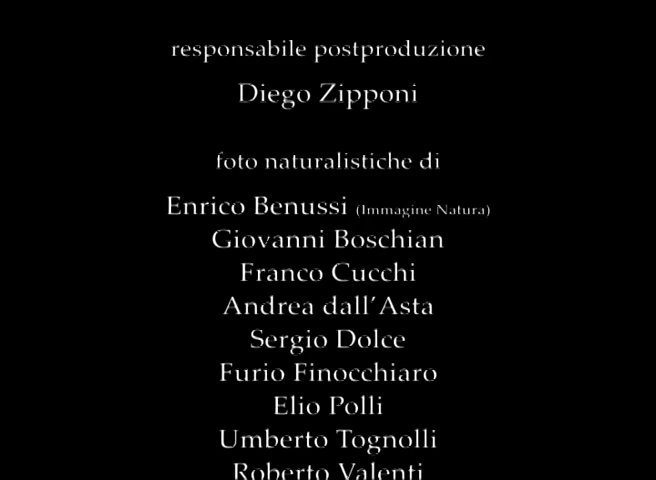 responsabile postproduzione
Diego Zipponi
foto naturalistiche di
Enrico Benussi (Immagine Natura)
Giovanni Boschian
Franco Cucchi
Andrea dall'Asta
Sergio Dolce
Furio Finocchiaro
Elio Polli
Umberto Tognolli
Roberto Valenti